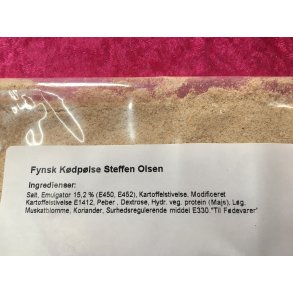 Fynsk Kødpølse Steffen Olsen
Ingredienser:
Salt, Emulgator 15,2 % (E450, E452), Kartoffelstivelse, Modificeret
Kartoffelstivelse E1412, Peber , Dextrose, Hydr. veg. protein (Majs), Løg,
Muskatblomme, Koriander, Surhedsregulerende middel E330."Til Fødevarer"